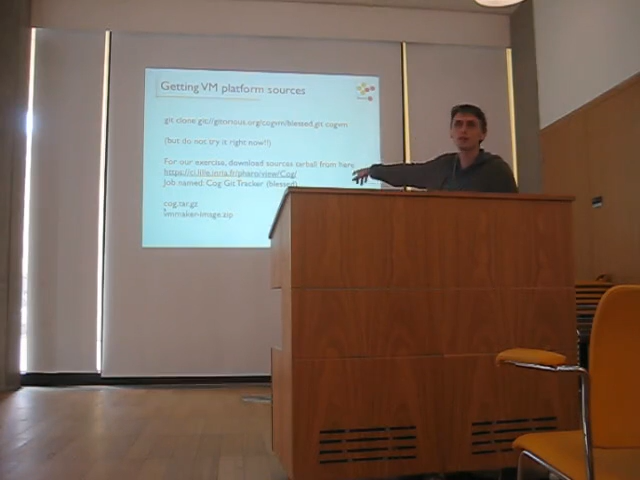 Getting VM platform sources
git clone git://gitorious.org/cogvm/blessed.git cogvm
(but do not try it right now!!)
For our exercise, download sources tarball from here
https://ci.lille.inria.fr/pharo/view/Cog/
Job named: Cog Git Tracker (blessed)
cog.tar.gz
vmmaker-image.zip